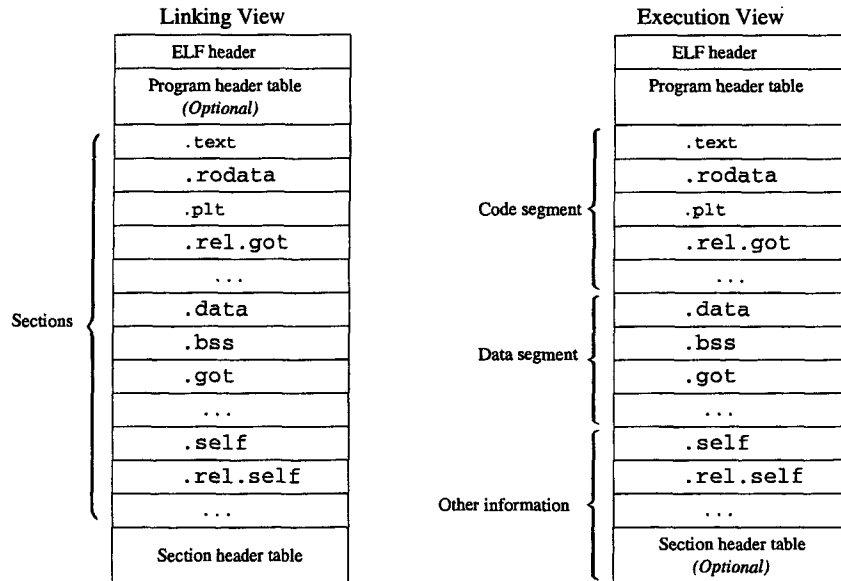 Linking View
ELF header
Program header table
(Optional)
.text
.rodata
.plt
.rel.got
...
.data
.bss
.got
...
.self
.rel.self
...
Section header table
Sections
Execution View
ELF header
Program header table
.text
.rodata
.plt
.rel.got
...
.data
.bss
.got
...
.self
.rel.self
...
Section header table
(Optional)
Code segment
Data segment
Other information